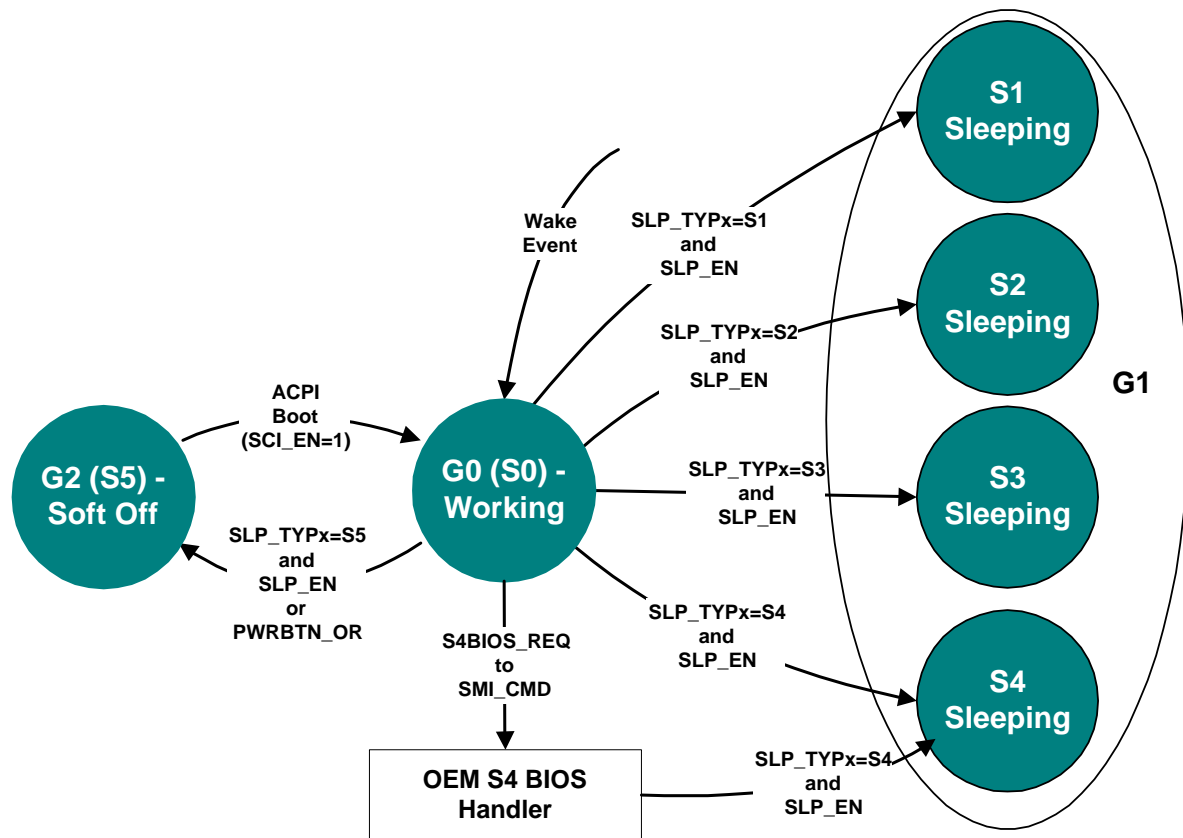 S1
Sleeping
Wake
Event
SLP_TYPx=S1
and
SLP_EN
S2
Sleeping
SLP_TYPx=S2
and
SLP_EN
G1
ACPI
Boot
(SCI_EN=1)
G2 (S5) -
Soft Off
G0 (S0) -
Working
SLP_TYPx=S3
and
SLP_EN
S3
Sleeping
SLP_TYPx=S5
and
SLP_EN
or
PWRBTN_OR
S4BIOS_REQ
to
SMI_CMD
SLP_TYPx=S4
and
SLP_EN
S4
Sleeping
OEM S4 BIOS
Handler
SLP_TYPx=S4
and
SLP_EN